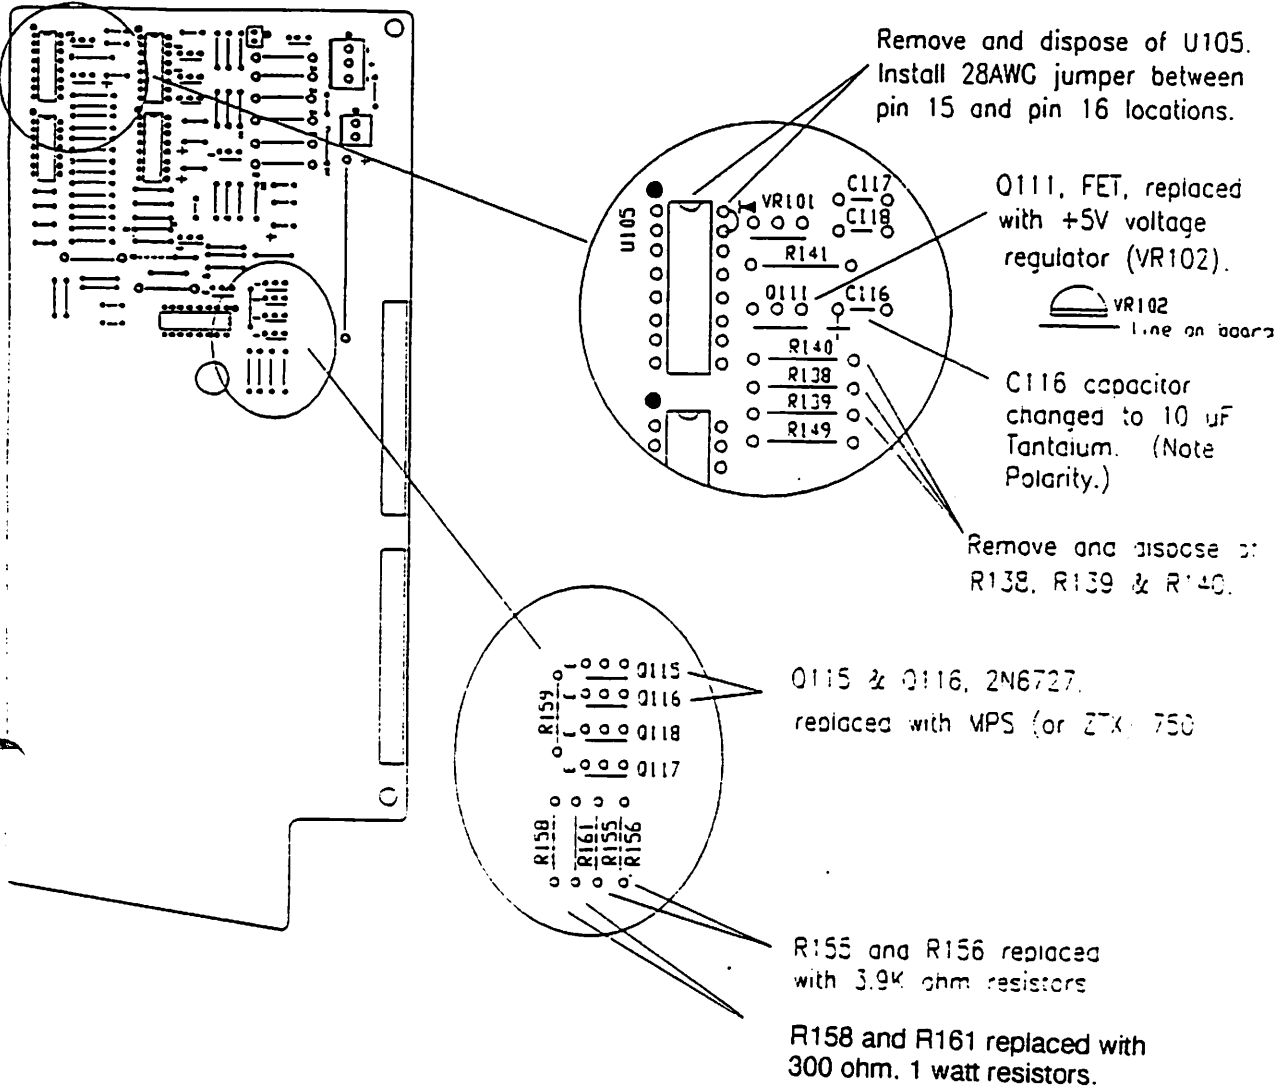 Remove and dispose of U105.
Install 28AWG jumper between
pin 15 and pin 16 locations.
U105
VR101
C117
C118
R141
Q111
C116
R140
R138
R139
R149
Q111, FET, replaced
with +5V voltage
regulator (VR102).
VR102
Line on board
C116 capacitor
changed to 10 uF
Tantalum. (Note
Polarity.)
Remove and dispose of
R138, R139 & R140.
R159
Q115
Q116
Q118
Q117
R158
R161
R155
R156
Q115 & Q116, 2N6727,
replaced with MPS (or ZTX) 750
R155 and R156 replaced
with 3.9K ohm resistors
R158 and R161 replaced with
300 ohm. 1 watt resistors.